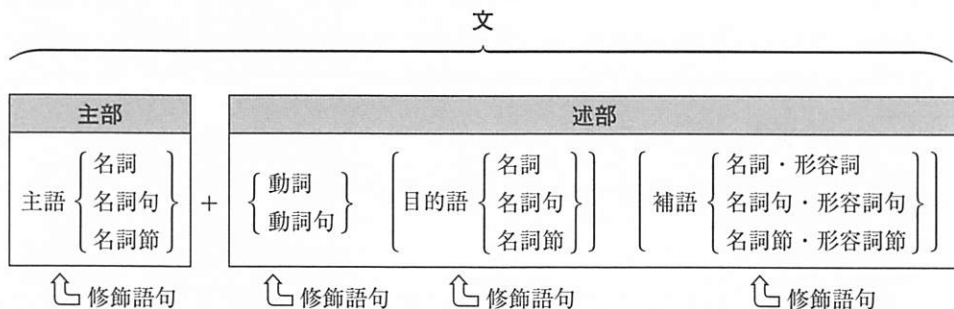 文
主部 述部
名詞 名詞 名詞・形容詞
主語 名詞句 + 動詞 目的語 名詞句 補語 名詞句・形容詞句
動詞句
名詞節 名詞節 名詞節・形容詞節
修飾語句 修飾語句 修飾語句 修飾語句